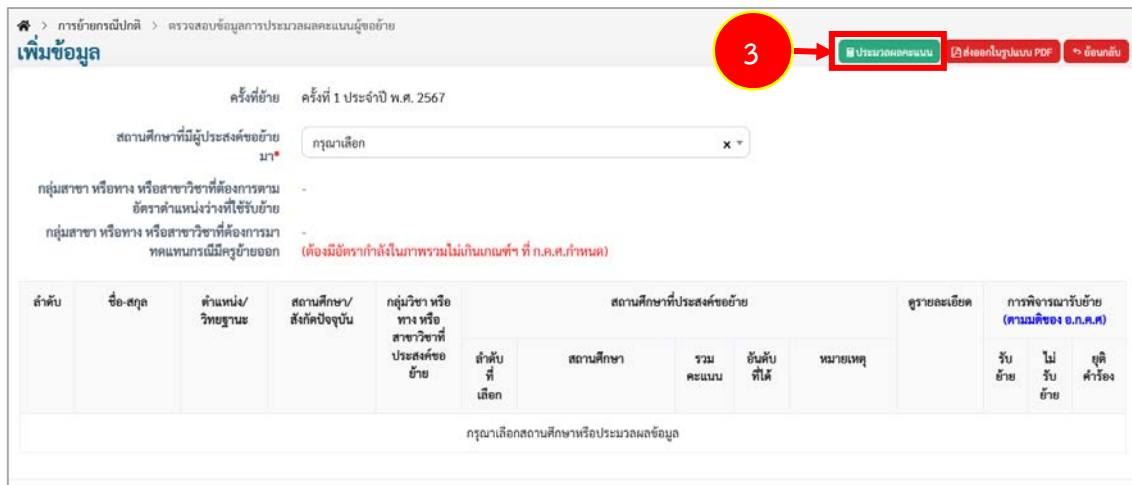 > การย้ายกรณีปกติ > ตรวจสอบข้อมูลการประมวลผลคะแนนผู้ขอย้าย
เพิ่มข้อมูล
3
ประมวลผลคะแนน
ส่งออกในรูปแบบ PDF
ย้อนกลับ
ครั้งที่ย้าย ครั้งที่ 1 ประจำปี พ.ศ. 2567
สถานศึกษาที่มีผู้ประสงค์ขอย้าย
มา*
กรุณาเลือก x
กลุ่มสาขา หรือทาง หรือสาขาวิชาที่ต้องการตาม -
อัตราตำแหน่งว่างที่ใช้รับย้าย
กลุ่มสาขา หรือทาง หรือสาขาวิชาที่ต้องการมา -
ทดแทนกรณีมีครูย้ายออก (ต้องมีอัตรากำลังในภาพรวมไม่เกินเกณฑ์ฯ ที่ ก.ค.ศ.กำหนด)
ลำดับ
ชื่อ-สกุล
ตำแหน่ง/
วิทยฐานะ
สถานศึกษา/
สังกัดปัจจุบัน
กลุ่มวิชา หรือ
ทาง หรือ
สาขาวิชาที่
ประสงค์ขอ
ย้าย
สถานศึกษาที่ประสงค์ขอย้าย
ลำดับ
ที่
เลือก
สถานศึกษา
รวม
คะแนน
อันดับ
ที่ได้
หมายเหตุ
ดูรายละเอียด
การพิจารณารับย้าย
(ตามมติของ อ.ก.ค.ศ)
รับ
ย้าย
ไม่
รับ
ย้าย
ยุติ
คำร้อง
กรุณาเลือกสถานศึกษาหรือประมวลผลข้อมูล